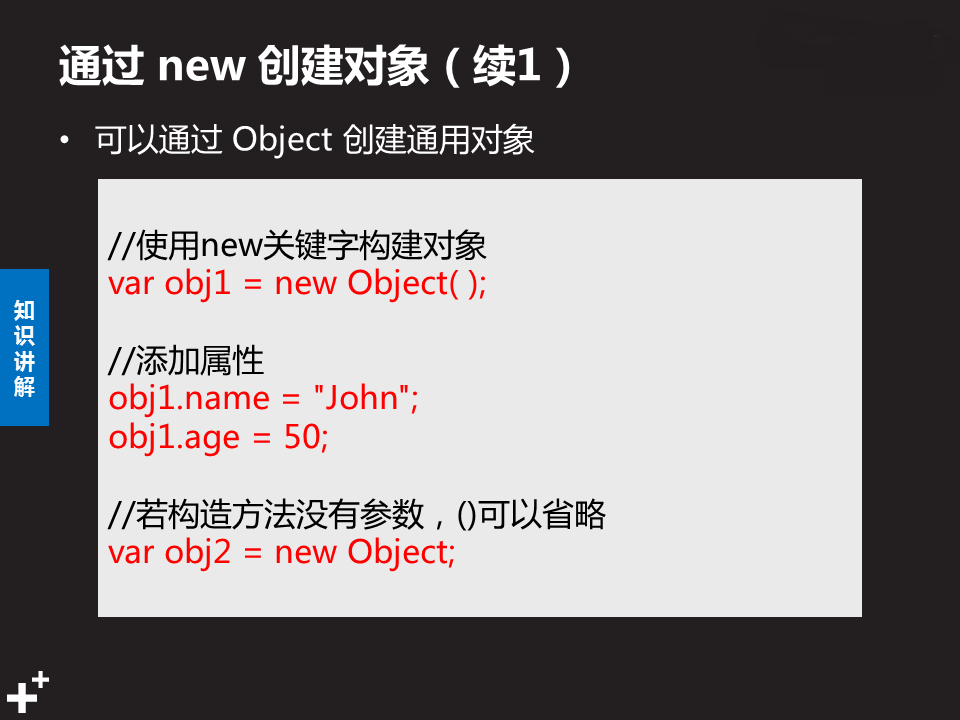 通过 new 创建对象（续1）
• 可以通过 Object 创建通用对象
//使用new关键字构建对象
var obj1 = new Object( );
//添加属性
obj1.name = "John";
obj1.age = 50;
//若构造方法没有参数，()可以省略
var obj2 = new Object;
知
识
讲
解